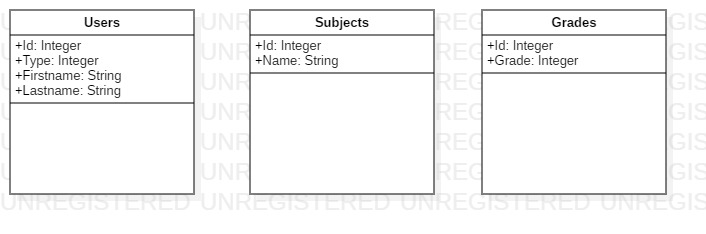 Users
+Id: Integer
+Type: Integer
+Firstname: String
+Lastname: String
Subjects
+Id: Integer
+Name: String
Grades
+Id: Integer
+Grade: Integer
UNREGISTERED UNREGISTERED UNREGISTERED UNREGIS